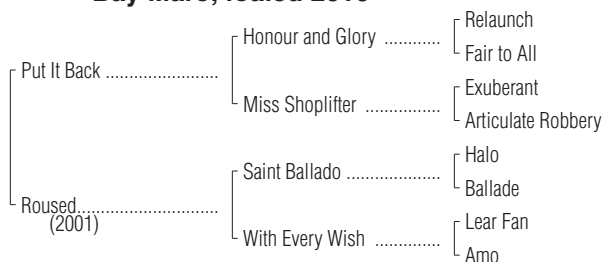 Bay Mare, foaled
Relaunch
Honour and Glory ............
Fair to All
Put It Back ........................
Exuberant
Miss Shoplifter ................
Articulate Robbery
Halo
Saint Ballado ....................
Ballade
Roused..............................
(2001)
Lear Fan
With Every Wish ..............
Amo